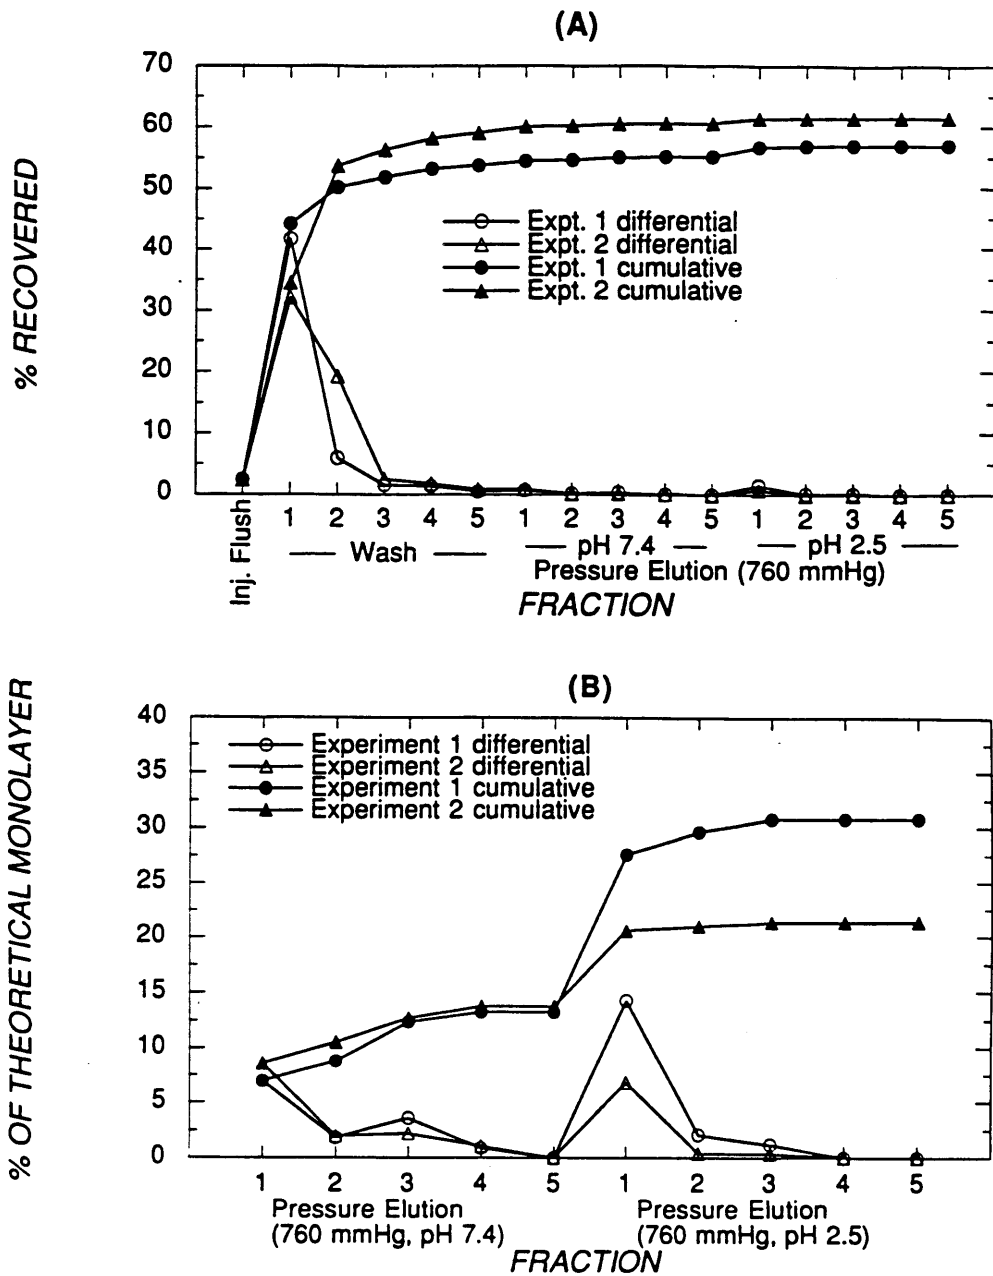 (A)
% RECOVERED
70
60
50
40
30
20
10
0
Expt. 1 differential
Expt. 2 differential
Expt. 1 cumulative
Expt. 2 cumulative
Inj. Flush
1 2 3 4 5 1 2 3 4 5 1 2 3 4 5
Wash pH 7.4 pH 2.5
Pressure Elution (760 mmHg)
FRACTION
(B)
% OF THEORETICAL MONOLAYER
40
35
30
25
20
15
10
5
0
Experiment 1 differential
Experiment 2 differential
Experiment 1 cumulative
Experiment 2 cumulative
1 2 3 4 5 1 2 3 4 5
Pressure Elution Pressure Elution
(760 mmHg, pH 7.4) (760 mmHg, pH 2.5)
FRACTION